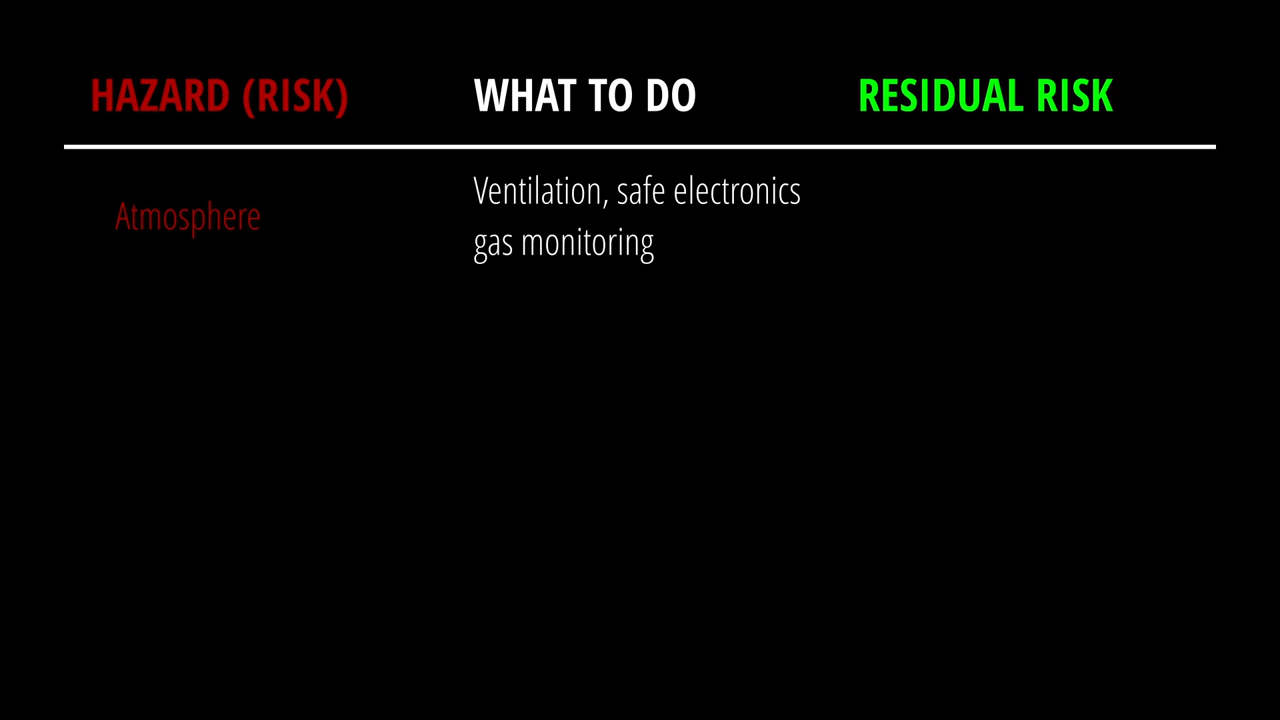 HAZARD (RISK) WHAT TO DO RESIDUAL RISK
Atmosphere
Ventilation, safe electronics
gas monitoring